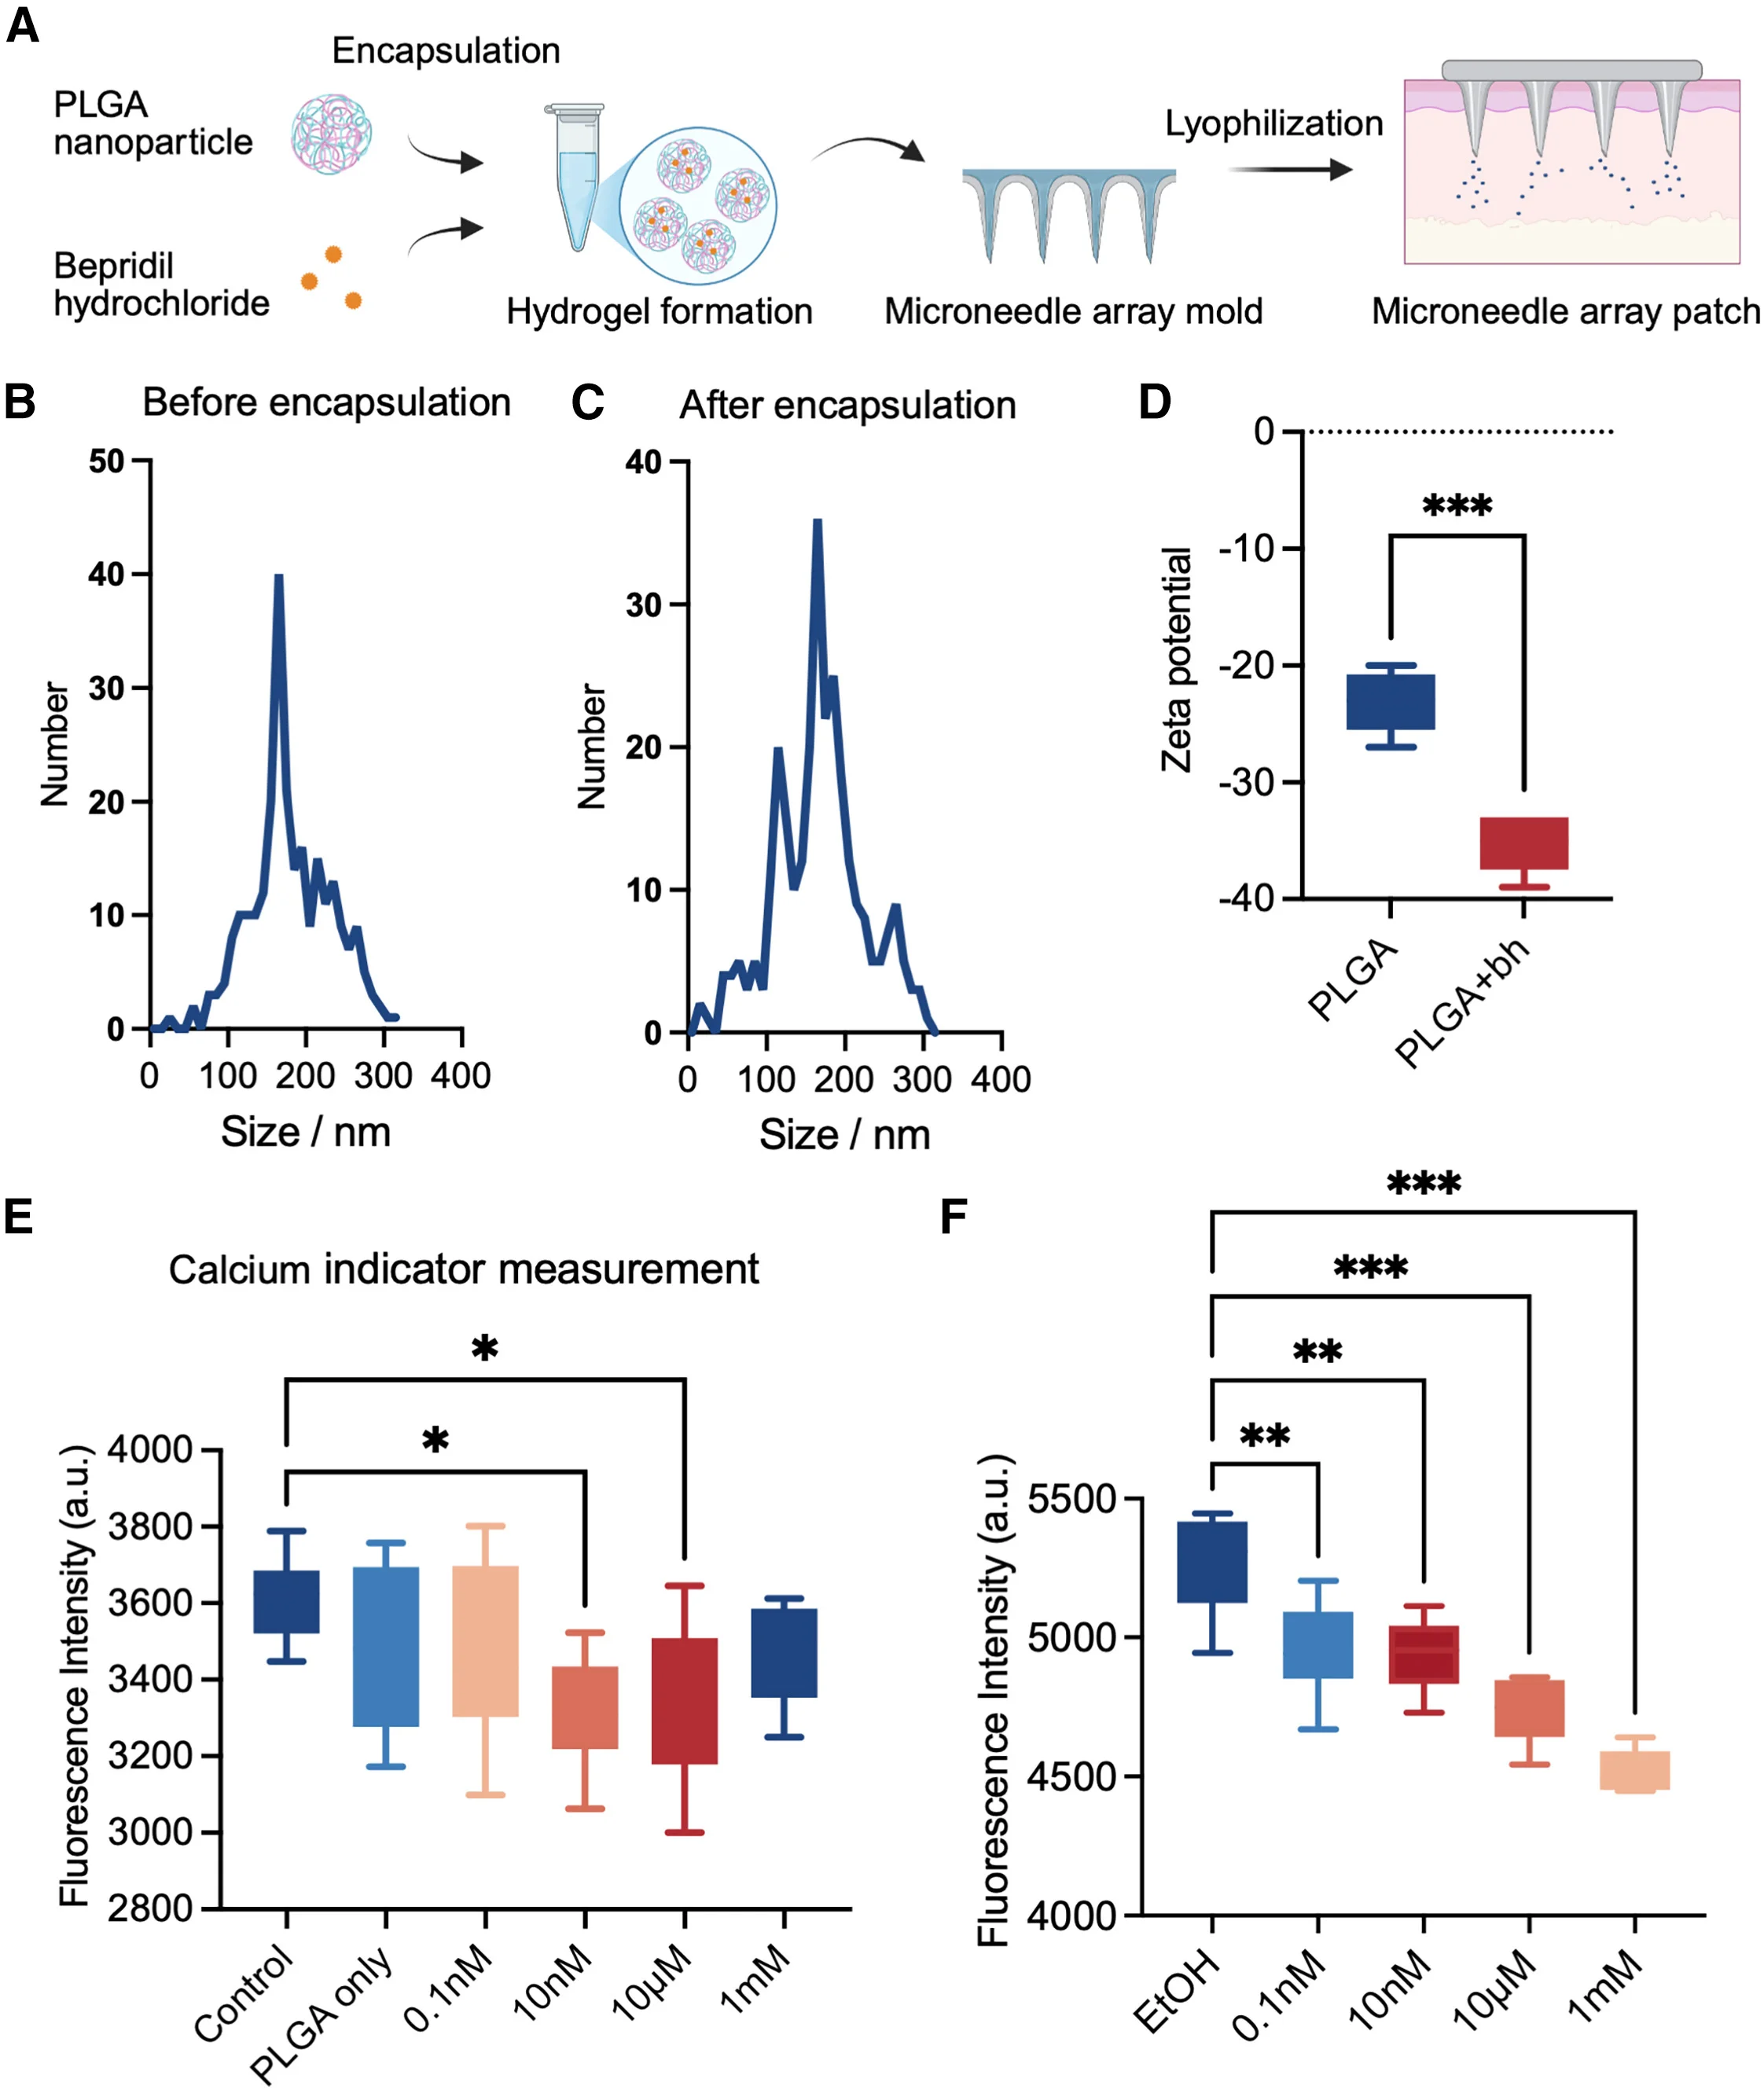 A
Encapsulation
PLGA
nanoparticle
Bepridil
hydrochloride
Hydrogel formation
Microneedle array mold
Lyophilization
Microneedle array patch
B
Before encapsulation
50
40
30
20
10
0
Number
0 100 200 300 400
Size / nm
C
After encapsulation
40
30
20
10
0
Number
0 100 200 300 400
Size / nm
D
0
-10
-20
-30
-40
Zeta potential
***
PLGA
PLGA+bh
E
Calcium indicator measurement
*
*
4000
3800
3600
3400
3200
3000
2800
Fluorescence Intensity (a.u.)
Control
PLGA only
0.1nM
10nM
10µM
1mM
F
***
***
**
**
5500
5000
4500
4000
Fluorescence Intensity (a.u.)
EtOH
0.1nM
10nM
10µM
1mM